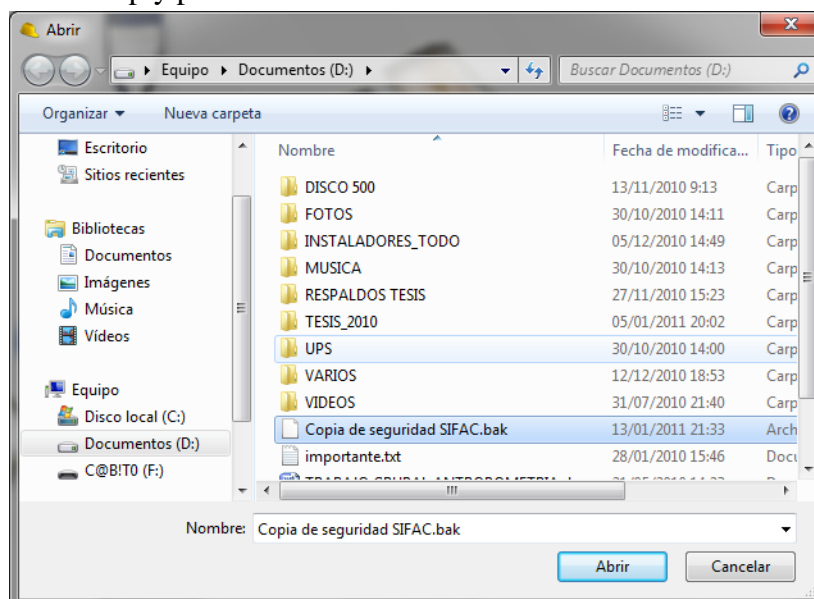 Abrir
Equipo Documentos (D:)
Buscar Documentos (D:)
Organizar Nueva carpeta
Escritorio
Sitios recientes
Bibliotecas
Documentos
Imágenes
Música
Vídeos
Equipo
Disco local (C:)
Documentos (D:)
C@B!T0 (F:)
Nombre Fecha de modifica... Tipo
DISCO 500 13/11/2010 9:13 Carp
FOTOS 30/10/2010 14:11 Carp
INSTALADORES_TODO 05/12/2010 14:49 Carp
MUSICA 30/10/2010 14:13 Carp
RESPALDOS TESIS 27/11/2010 15:23 Carp
TESIS_2010 05/01/2011 20:02 Carp
UPS 30/10/2010 14:00 Carp
VARIOS 12/12/2010 18:53 Carp
VIDEOS 31/07/2010 21:40 Carp
Copia de seguridad SIFAC.bak 13/01/2011 21:33 Arch
importante.txt 28/01/2010 15:46 Docu
Nombre: Copia de seguridad SIFAC.bak
Abrir Cancelar